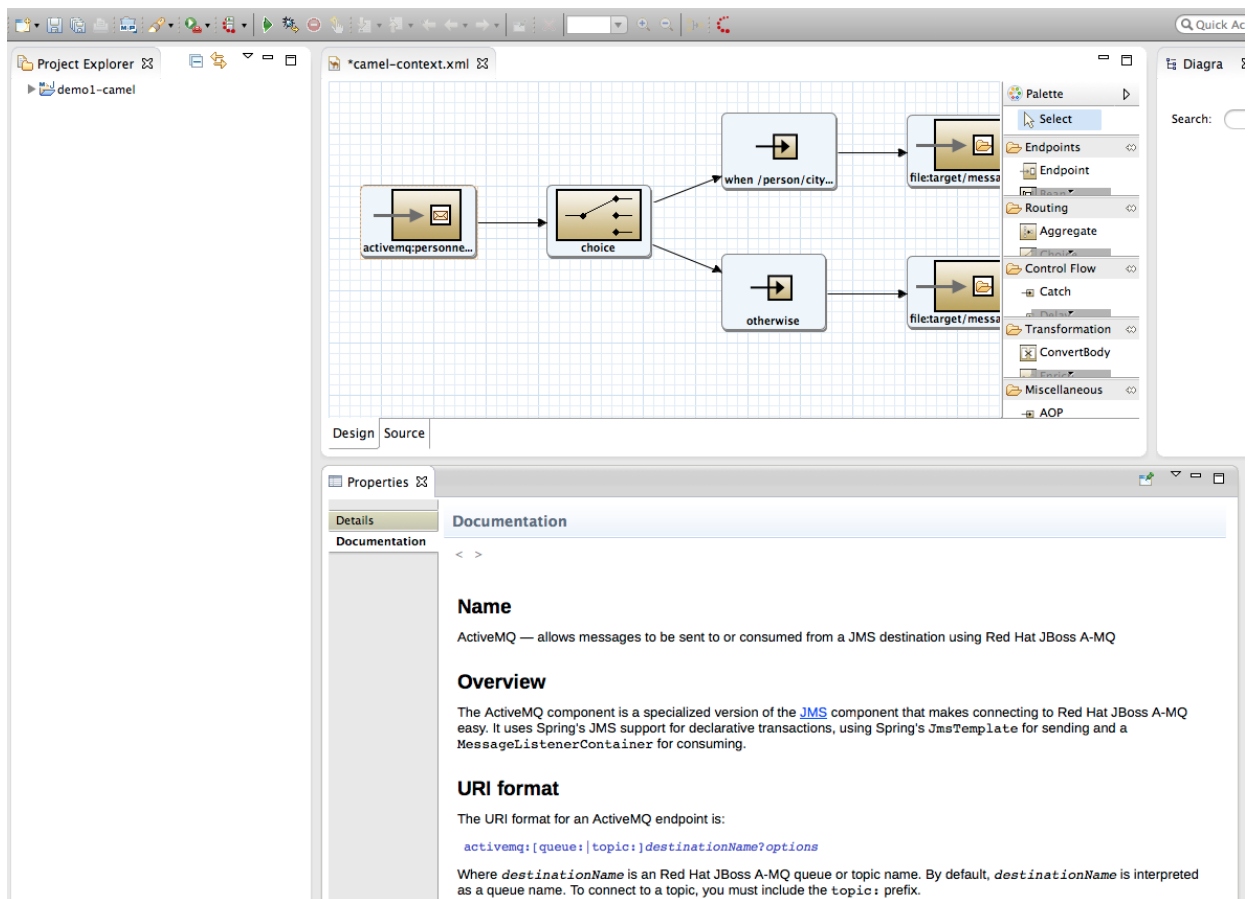 Quick Ac
Project Explorer
demo1-camel
*camel-context.xml
activemq:personne...
choice
when /person/city...
otherwise
file:target/messa
file:target/messa
Palette
Select
Endpoints
Endpoint
Bean
Routing
Aggregate
Choice
Control Flow
Catch
Delay
Transformation
ConvertBody
Enrich
Miscellaneous
AOP
Design Source
Diagra
Search:
Properties
Details
Documentation
Documentation
< >
Name
ActiveMQ — allows messages to be sent to or consumed from a JMS destination using Red Hat JBoss A-MQ
Overview
The ActiveMQ component is a specialized version of the JMS component that makes connecting to Red Hat JBoss A-MQ
easy. It uses Spring's JMS support for declarative transactions, using Spring's JmsTemplate for sending and a
MessageListenerContainer for consuming.
URI format
The URI format for an ActiveMQ endpoint is:
activemq:[queue:|topic:]destinationName?options
Where destinationName is an Red Hat JBoss A-MQ queue or topic name. By default, destinationName is interpreted
as a queue name. To connect to a topic, you must include the topic: prefix.